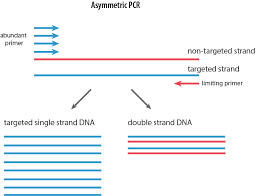 Asymmetric PCR
abundant
primer
non-targeted strand
targeted strand
limiting primer
targeted single strand DNA
double strand DNA